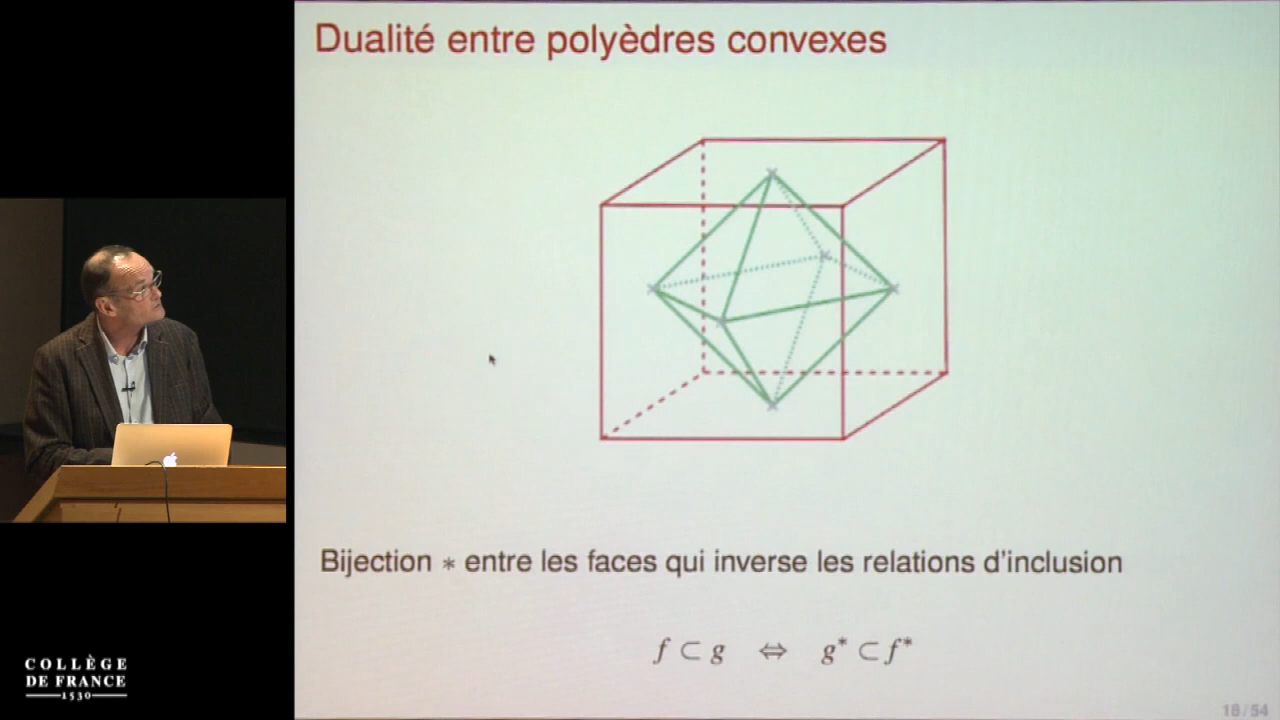 Dualité entre polyèdres convexes
Bijection * entre les faces qui inverse les relations d'inclusion
f ⊂ g ⇔ g* ⊂ f*
18/54
COLLÈGE
DE FRANCE
1530